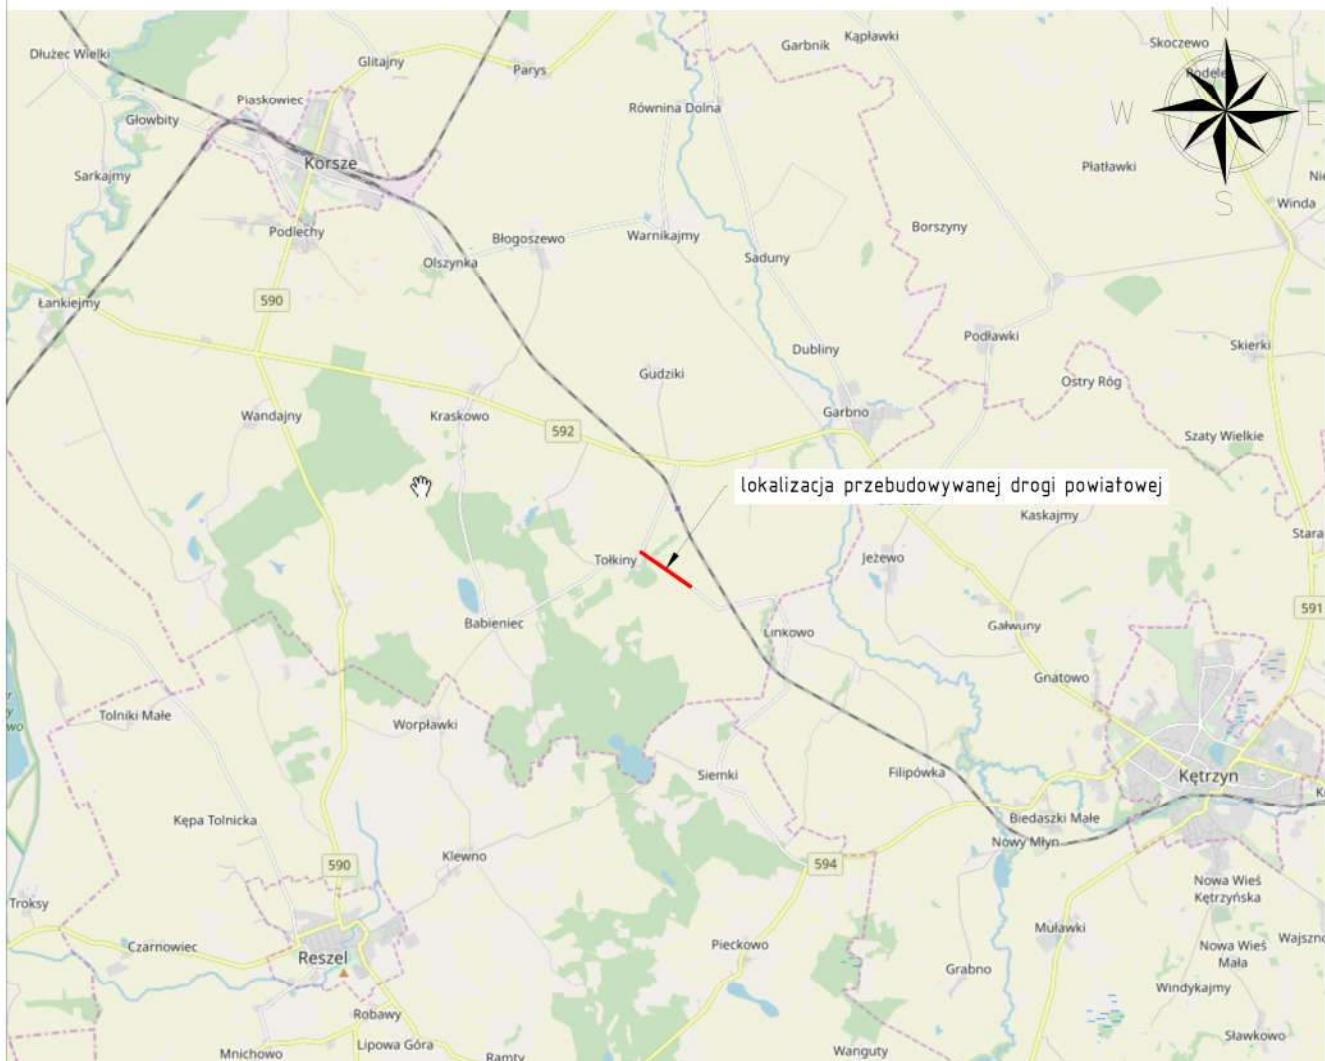 N
Dłużec Wielki
Glitajny
Parys
Garbnik
Kąpławki
Skoczewo
Piaskowiec
Głowbity
Równina Dolna
W
E
Korsze
Sarkajmy
Płatławki
S
Winda
Podlechy
Błogoszewo
Warnikajmy
Borszyny
Olszynka
Saduny
Łankiejmy
590
Podławki
Skierki
Dubliny
Gudziki
Ostry Róg
Wandajny
Kraskowo
592
Garbno
Szaty Wielkie
lokalizacja przebudowywanej drogi powiatowej
Kaskajmy
Stara
Tołkiny
Jeżewo
Babieniec
Linkowo
Gałwuny
591
Gnatowo
Tolniki Małe
Worpławki
Siemki
Filipówka
Kętrzyn
Kępa Tolnicka
Biedaszki Małe
Nowy Młyn
Klewno
590
594
Nowa Wieś
Kętrzyńska
Troksy
Czarnowiec
Reszel
Pieckowo
Muławki
Nowa Wieś
Mała
Wajszno
Grabno
Windykajmy
Robawy
Mnichowo
Lipowa Góra
Ramty
Wanguty
Sławkowo